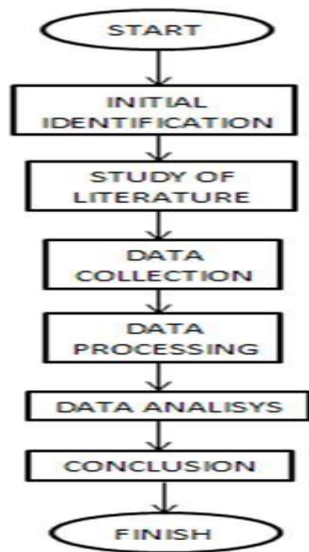 START
INITIAL
IDENTIFICATION
STUDY OF
LITERATURE
DATA
COLLECTION
DATA
PROCESSING
DATA ANALISYS
CONCLUSION
FINISH